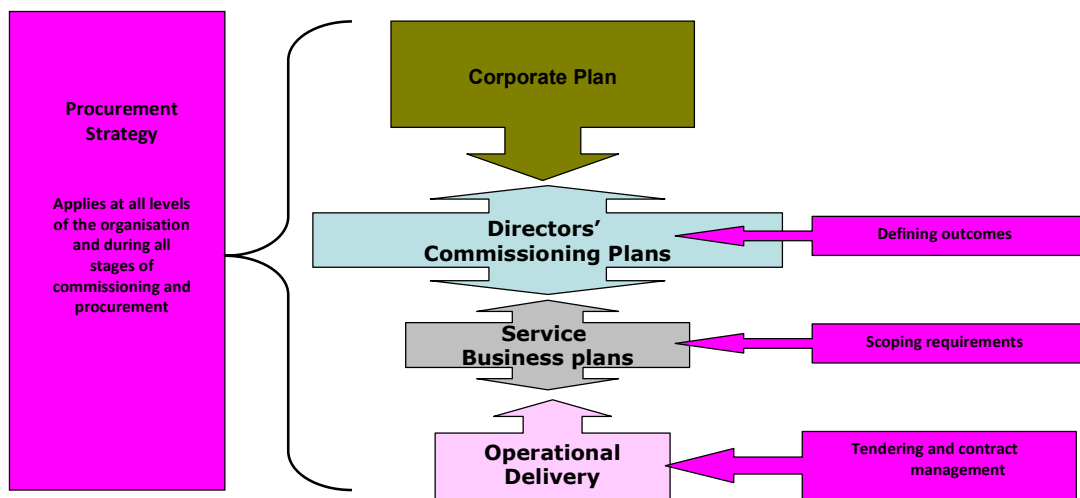 Procurement
Strategy
Applies at all levels
of the organisation
and during all
stages of
commissioning and
procurement
Corporate Plan
Directors’
Commissioning Plans
Defining outcomes
Service
Business plans
Scoping requirements
Operational
Delivery
Tendering and contract
management